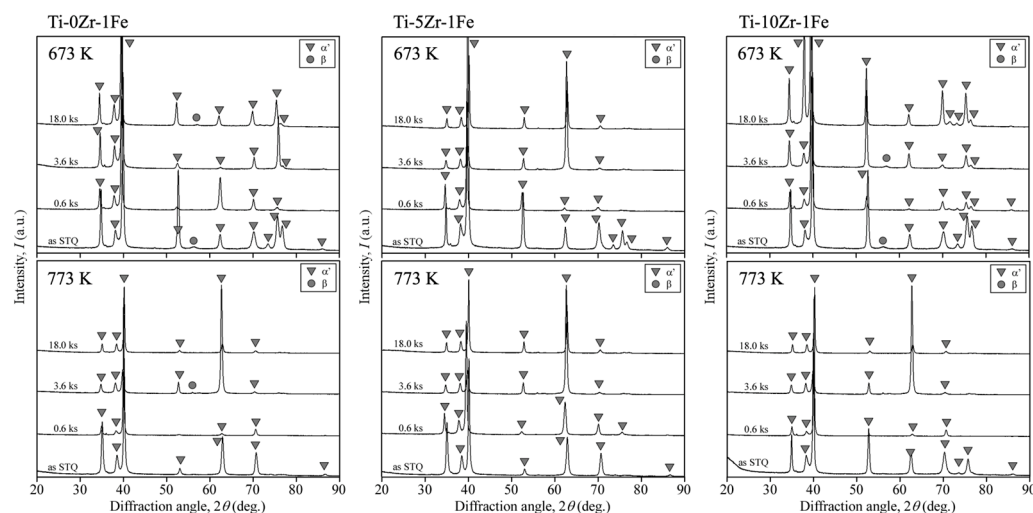 Ti-0Zr-1Fe
Ti-5Zr-1Fe
Ti-10Zr-1Fe
673 K
α’
β
18.0 ks
3.6 ks
0.6 ks
as STQ
673 K
α’
β
18.0 ks
3.6 ks
0.6 ks
as STQ
673 K
α’
β
18.0 ks
3.6 ks
0.6 ks
as STQ
Intensity, I (a.u.)
Intensity, I (a.u.)
Intensity, I (a.u.)
773 K
α’
β
18.0 ks
3.6 ks
0.6 ks
as STQ
773 K
α’
β
18.0 ks
3.6 ks
0.6 ks
as STQ
773 K
α’
β
18.0 ks
3.6 ks
0.6 ks
as STQ
Intensity, I (a.u.)
Intensity, I (a.u.)
Intensity, I (a.u.)
20 30 40 50 60 70 80 90
20 30 40 50 60 70 80 90
20 30 40 50 60 70 80 90
Diffraction angle, 2θ (deg.)
Diffraction angle, 2θ (deg.)
Diffraction angle, 2θ (deg.)